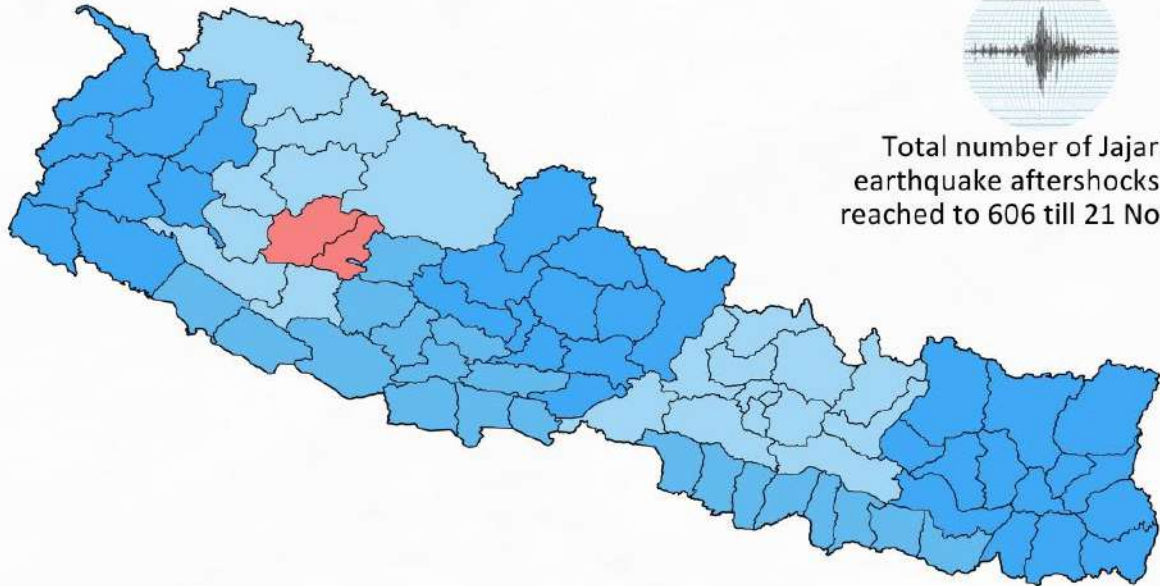 Total number of Jajar
earthquake aftershocks
reached to 606 till 21 No